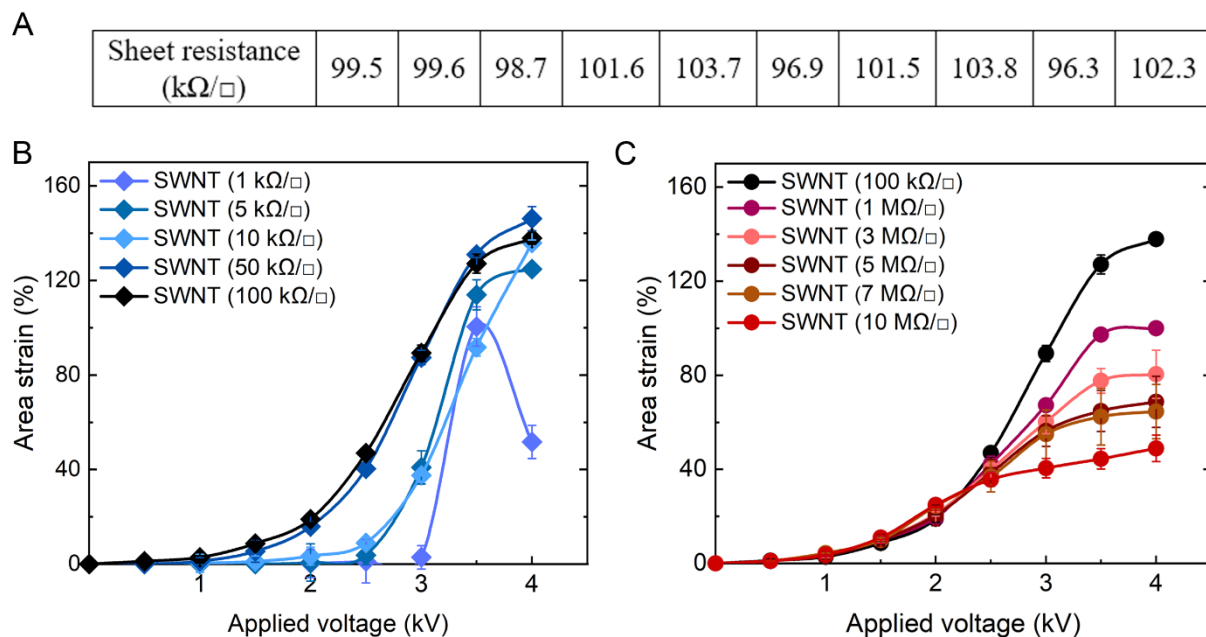 A
Sheet resistance (kΩ/□) 99.5 99.6 98.7 101.6 103.7 96.9 101.5 103.8 96.3 102.3
B
SWNT (1 kΩ/□)
SWNT (5 kΩ/□)
SWNT (10 kΩ/□)
SWNT (50 kΩ/□)
SWNT (100 kΩ/□)
Area strain (%)
160
120
80
40
0
1 2 3 4
Applied voltage (kV)
C
SWNT (100 kΩ/□)
SWNT (1 MΩ/□)
SWNT (3 MΩ/□)
SWNT (5 MΩ/□)
SWNT (7 MΩ/□)
SWNT (10 MΩ/□)
Area strain (%)
160
120
80
40
0
1 2 3 4
Applied voltage (kV)